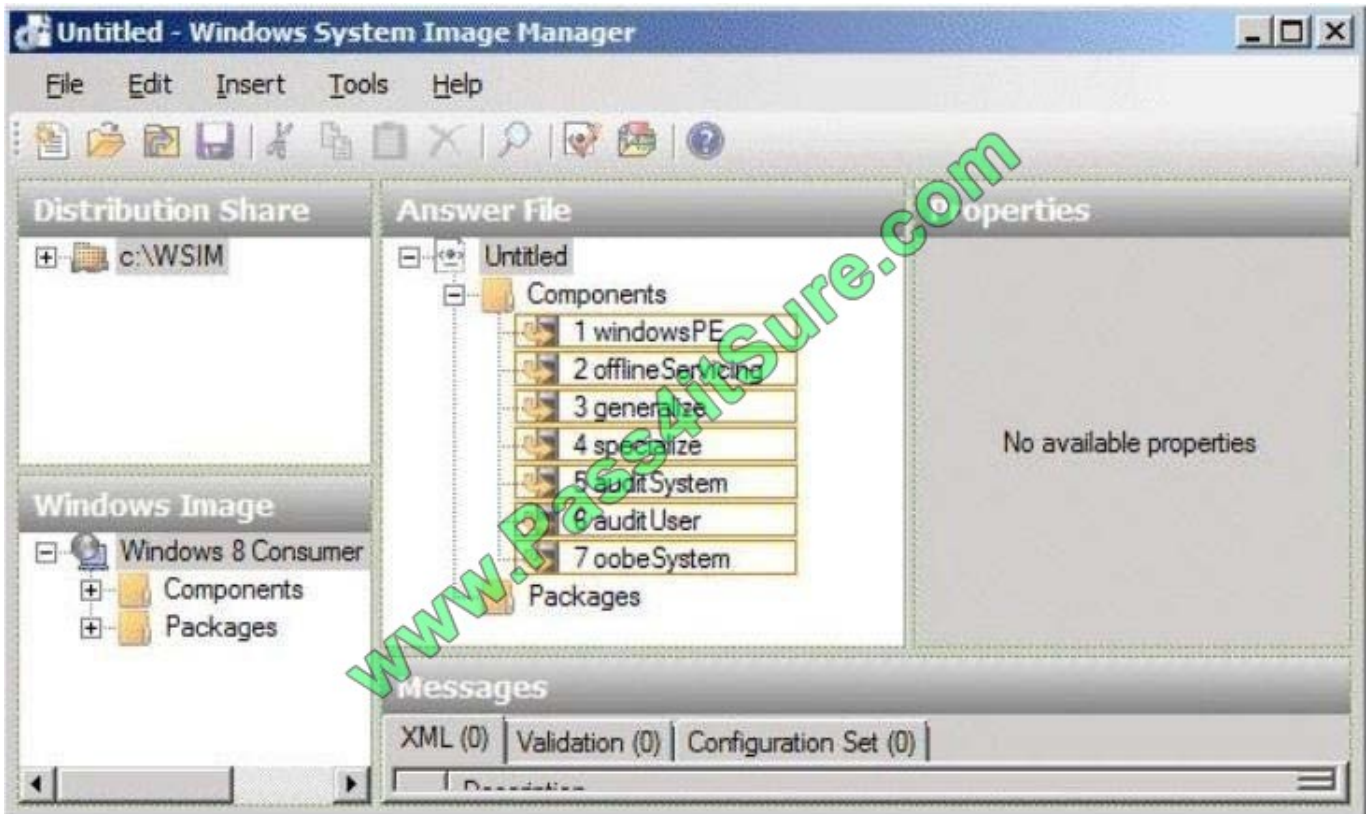 Untitled - Windows System Image Manager
File Edit Insert Tools Help
Distribution Share
c:\WSIM
Windows Image
Windows 8 Consumer
Components
Packages
Answer File
Untitled
Components
1 windowsPE
2 offlineServicing
3 generalize
4 specialize
5 auditSystem
6 auditUser
7 oobeSystem
Packages
Properties
No available properties
Messages
XML (0) Validation (0) Configuration Set (0)
Description
www.Pass4itSure.com